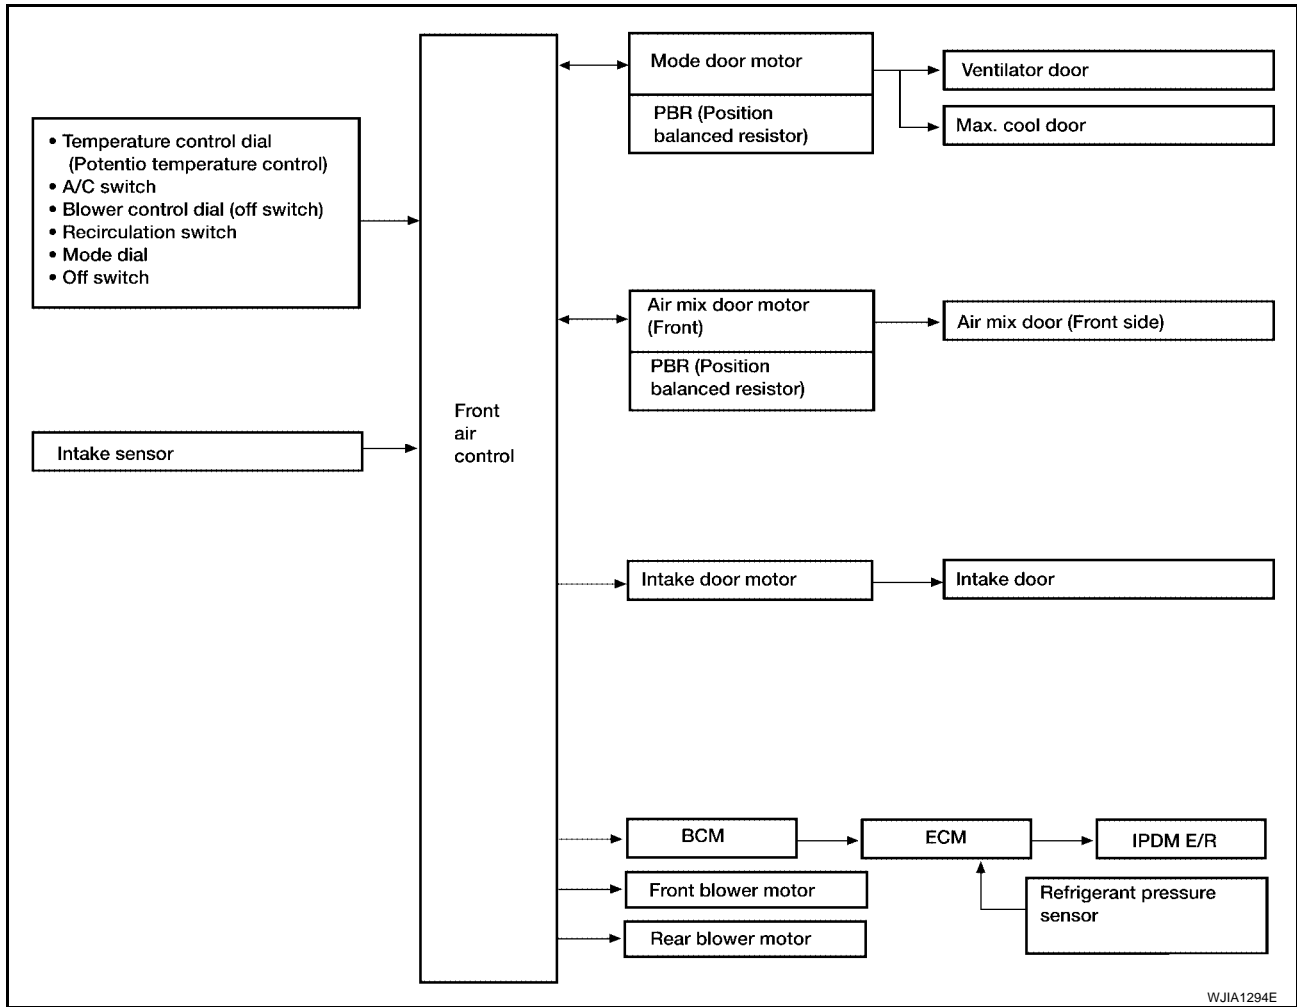 • Temperature control dial
(Potentio temperature control)
• A/C switch
• Blower control dial (off switch)
• Recirculation switch
• Mode dial
• Off switch
Intake sensor
Front
air
control
Mode door motor
PBR (Position
balanced resistor)
Ventilator door
Max. cool door
Air mix door motor
(Front)
PBR (Position
balanced resistor)
Air mix door (Front side)
Intake door motor
Intake door
BCM
ECM
IPDM E/R
Front blower motor
Refrigerant pressure
sensor
Rear blower motor
WJIA1294E